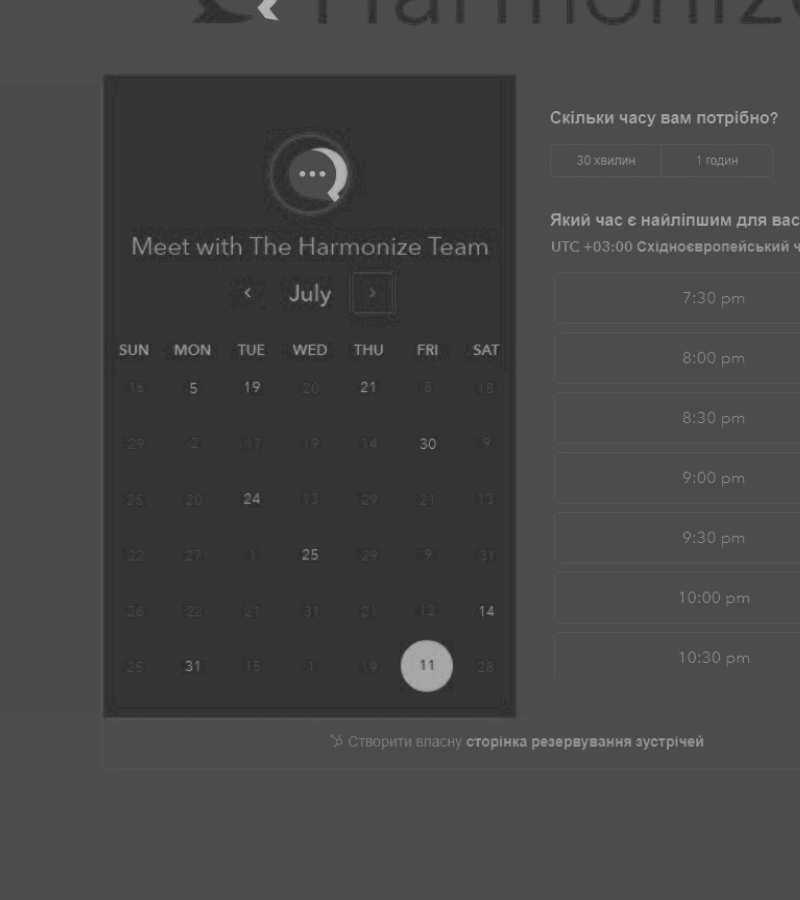 Harmonize
Скільки часу вам потрібно?
30 хвилин 1 годин
Який час є найліпшим для вас
UTC +03:00 Східноєвропейський ч
Meet with The Harmonize Team
July
SUN MON TUE WED THU FRI SAT
16 5 19 20 21 8 18
29 2 17 19 14 30 9
25 20 24 13 29 21 13
22 27 1 25 29 9 31
26 22 21 31 21 12 14
25 31 15 1 19 11 28
7:30 pm
8:00 pm
8:30 pm
9:00 pm
9:30 pm
10:00 pm
10:30 pm
Створити власну сторінка резервування зустрічей